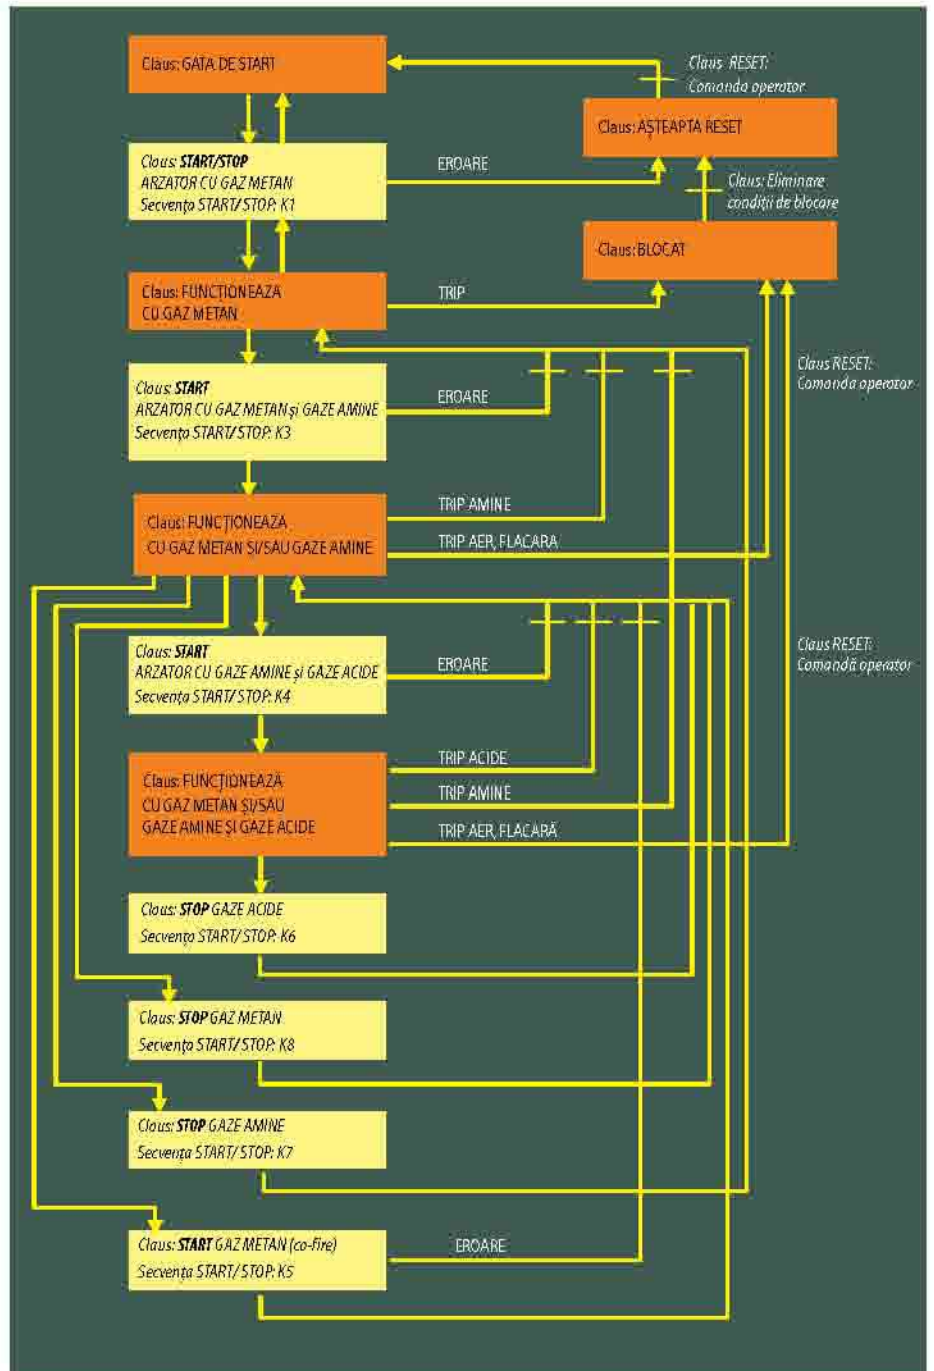 Claus: GATA DE START
Claus RESET:
Comanda operator
Claus: AȘTEAPTA RESET
Claus: START/STOP
ARZATOR CU GAZ METAN
Secvența START/STOP: K1
EROARE
Claus: Eliminare
condiții de blocare
Claus: BLOCAT
Claus: FUNCȚIONEAZA
CU GAZ METAN
TRIP
Claus RESET:
Comanda operator
Claus: START
ARZATOR CU GAZ METAN și GAZE AMINE
Secvența START/STOP: K3
EROARE
Claus: FUNCȚIONEAZA
CU GAZ METAN ȘI/SAU GAZE AMINE
TRIP AMINE
TRIP AER, FLACARA
Claus: START
ARZATOR CU GAZE AMINE și GAZE ACIDE
Secvența START/STOP: K4
EROARE
Claus RESET:
Comandă operator
Claus: FUNCȚIONEAZĂ
CU GAZ METAN ȘI/SAU
GAZE AMINE ȘI GAZE ACIDE
TRIP ACIDE
TRIP AMINE
TRIP AER, FLACARĂ
Claus: STOP GAZE ACIDE
Secvența START/STOP: K6
Claus: STOP GAZ METAN
Secvența START/STOP: K8
Claus: STOP GAZE AMINE
Secvența START/STOP: K7
Claus: START GAZ METAN (co-fire)
Secvența START/STOP: K5
EROARE